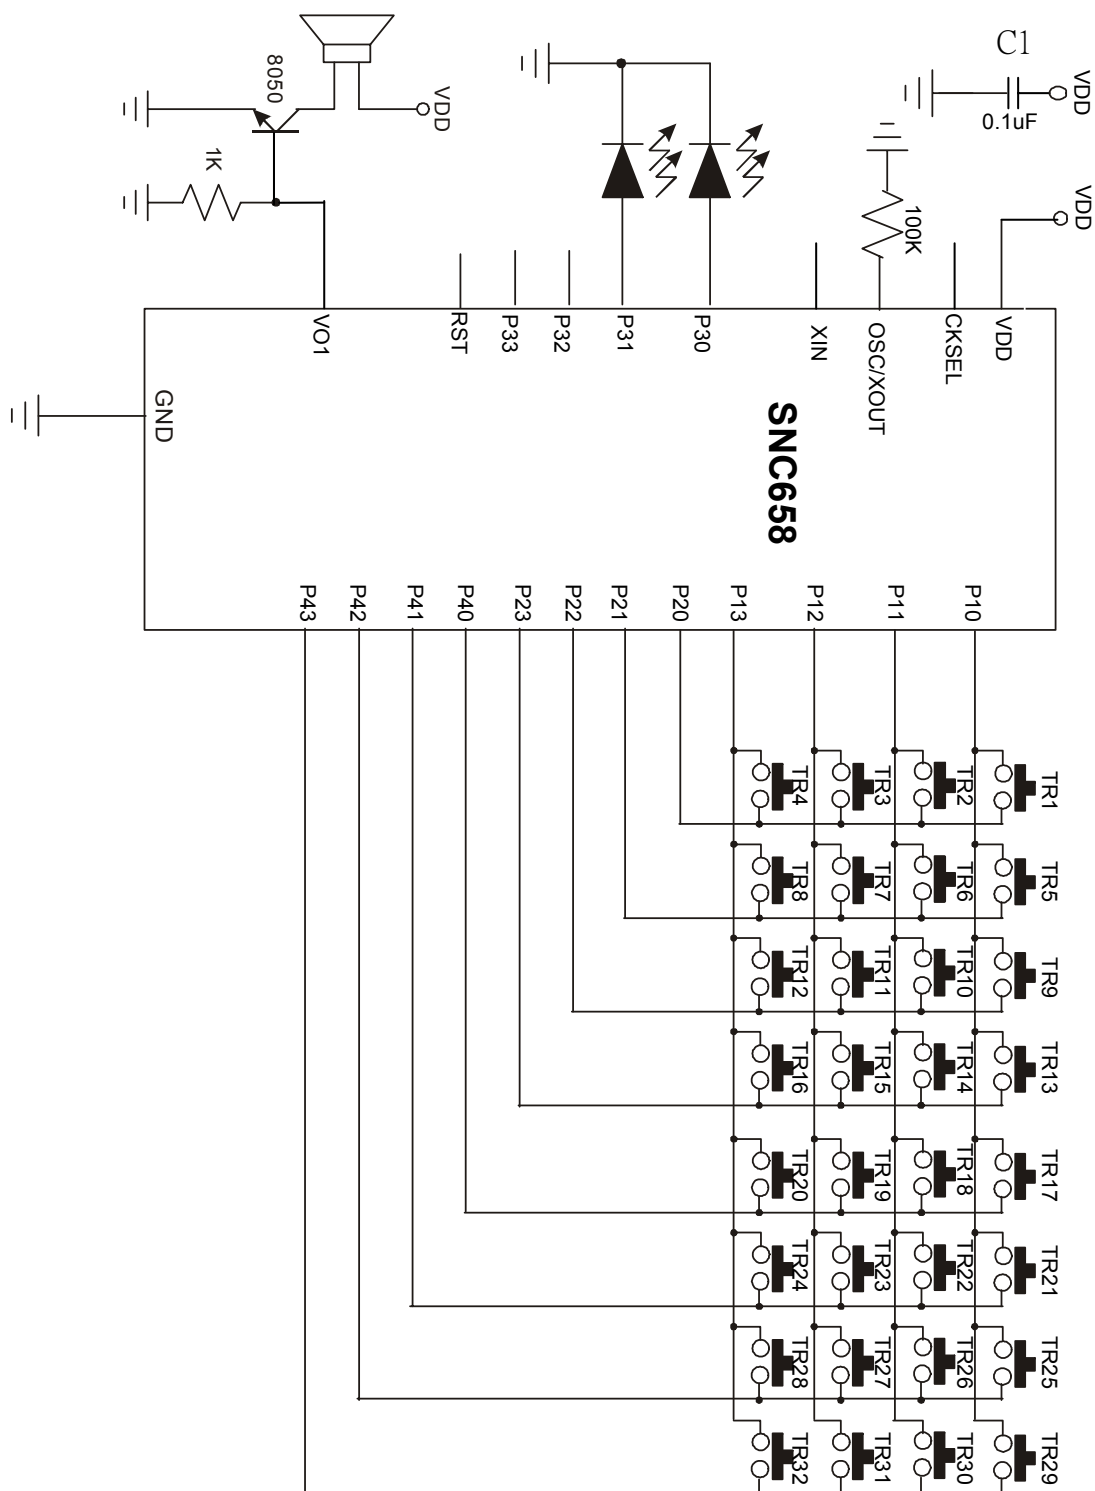 C1
VDD
0.1uF
VDD
8050
VDD
1K
100K
VO1
RST
P33
P32
P31
P30
XIN
OSC/XOUT
CKSEL
VDD
GND
SNC658
P43
P42
P41
P40
P23
P22
P21
P20
P13
P12
P11
P10
TR4
TR3
TR2
TR1
TR8
TR7
TR6
TR5
TR12
TR11
TR10
TR9
TR16
TR15
TR14
TR13
TR20
TR19
TR18
TR17
TR24
TR23
TR22
TR21
TR28
TR27
TR26
TR25
TR32
TR31
TR30
TR29